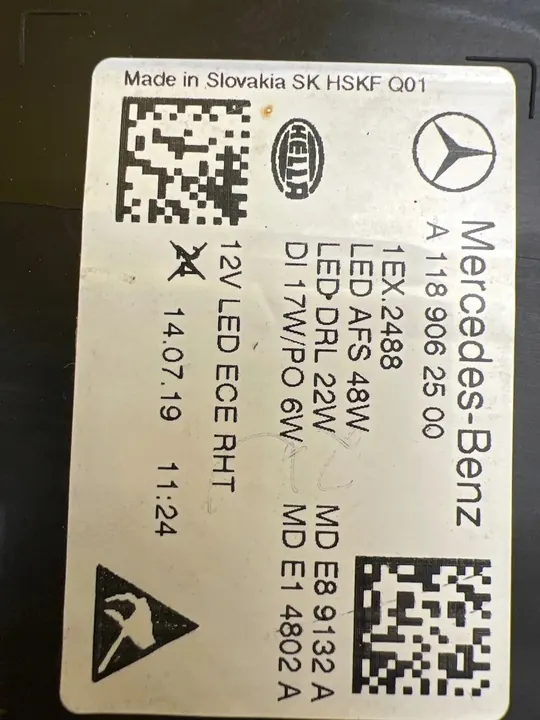 Made in Slovakia SK HSKF Q01
HELLA
Mercedes-Benz
A 118 906 25 00
1EX.2488
LED AFS 48W
LED DRL 22W MD E8 9132 A
DI 17W/PO 6W MD E1 4802 A
12V LED ECE RHT
24 14.07.19 11:24